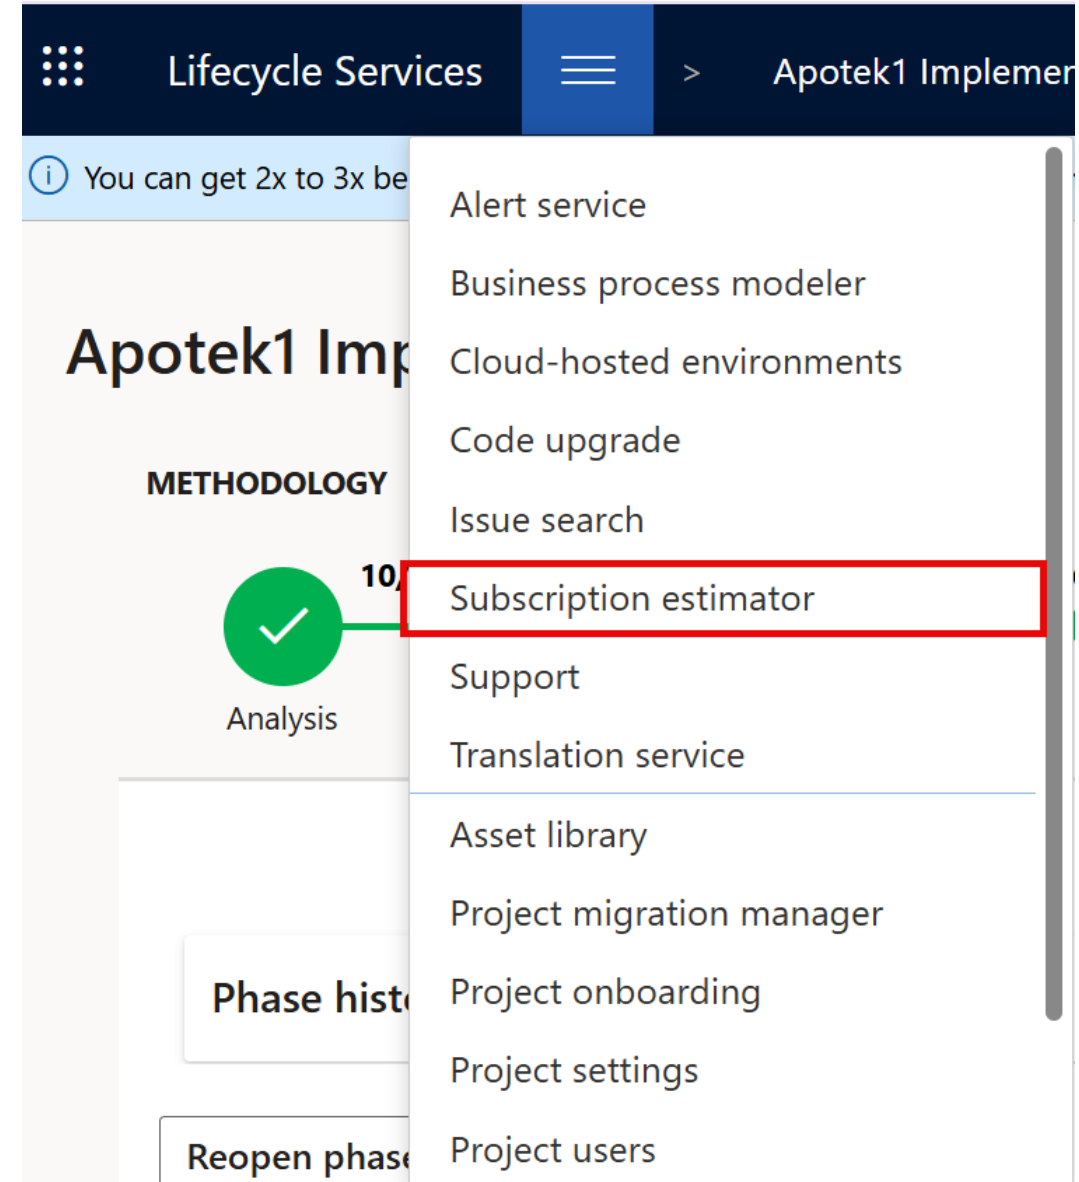 Lifecycle Services
>
Apotek1 Implemen
You can get 2x to 3x be
Alert service
Business process modeler
Cloud-hosted environments
Code upgrade
Issue search
Subscription estimator
Support
Translation service
Asset library
Project migration manager
Project onboarding
Project settings
Project users
Apotek1 Imp
METHODOLOGY
10,
Analysis
Phase histo
Reopen phase